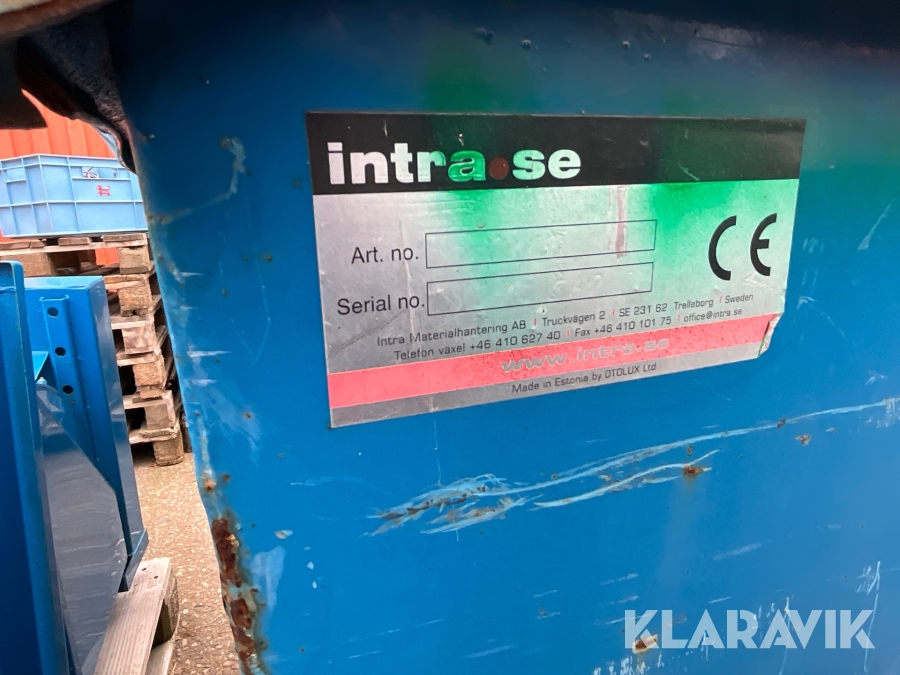 intra.se
Art. no.
Serial no.
CE
Intra Materialhantering AB | Truckvägen 2 | SE 231 62 Trelleborg | Sweden
Telefon växel +46 410 627 40 | Fax +46 410 101 75 | office@intra.se
www.intra.se
Made in Estonia by OTOLUX Ltd.
KLARAVIK